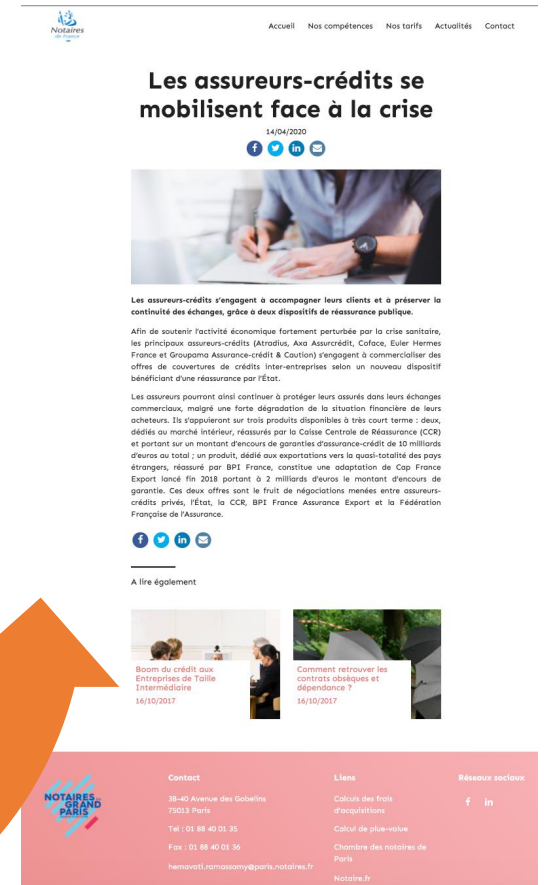 Notaires
de France
Accueil Nos compétences Nos tarifs Actualités Contact
Les assureurs-crédits se
mobilisent face à la crise
14/04/2020
Les assureurs-crédits s'engagent à accompagner leurs clients et à préserver la
continuité des échanges, grâce à deux dispositifs de réassurance publique.
Afin de soutenir l'activité économique fortement perturbée par la crise sanitaire,
les principaux assureurs-crédits (Atradius, Axa Assurcrédit, Coface, Euler Hermes
France et Groupama Assurance-crédit & Caution) s'engagent à commercialiser des
offres de couvertures de crédits inter-entreprises selon un nouveau dispositif
bénéficiant d'une réassurance par l'État.
Les assureurs pourront ainsi continuer à protéger leurs assurés dans leurs échanges
commerciaux, malgré une forte dégradation de la situation financière de leurs
acheteurs. Ils s'appuieront sur trois produits disponibles à très court terme : deux,
dédiés au marché intérieur, réassurés par la Caisse Centrale de Réassurance (CCR)
et portant sur un montant d'encours de garanties d'assurance-crédit de 10 milliards
d'euros au total ; un produit, dédié aux exportations vers la quasi-totalité des pays
étrangers, réassuré par BPI France, constitue une adaptation de Cap France
Export lancé fin 2018 portant à 2 milliards d'euros le montant d'encours de
garantie. Ces deux offres sont le fruit de négociations menées entre assureurs-
crédits privés, l'État, la CCR, BPI France Assurance Export et la Fédération
Française de l'Assurance.
A lire également
Boom du crédit aux
Entreprises de Taille
Intermédiaire
16/10/2017
Comment retrouver les
contrats obsèques et
dépendance ?
16/10/2017
NOTAIRES
GRAND
PARIS
Contact
38-40 Avenue des Gobelins
75013 Paris
Tel : 01 88 40 01 35
Fax : 01 88 40 01 36
hemavati.ramassamy@paris.notaires.fr
Liens
Calculs des frais
d'acquisitions
Calcul de plue-value
Chambre des notaires de
Paris
Notaire.fr
Réseaux sociaux